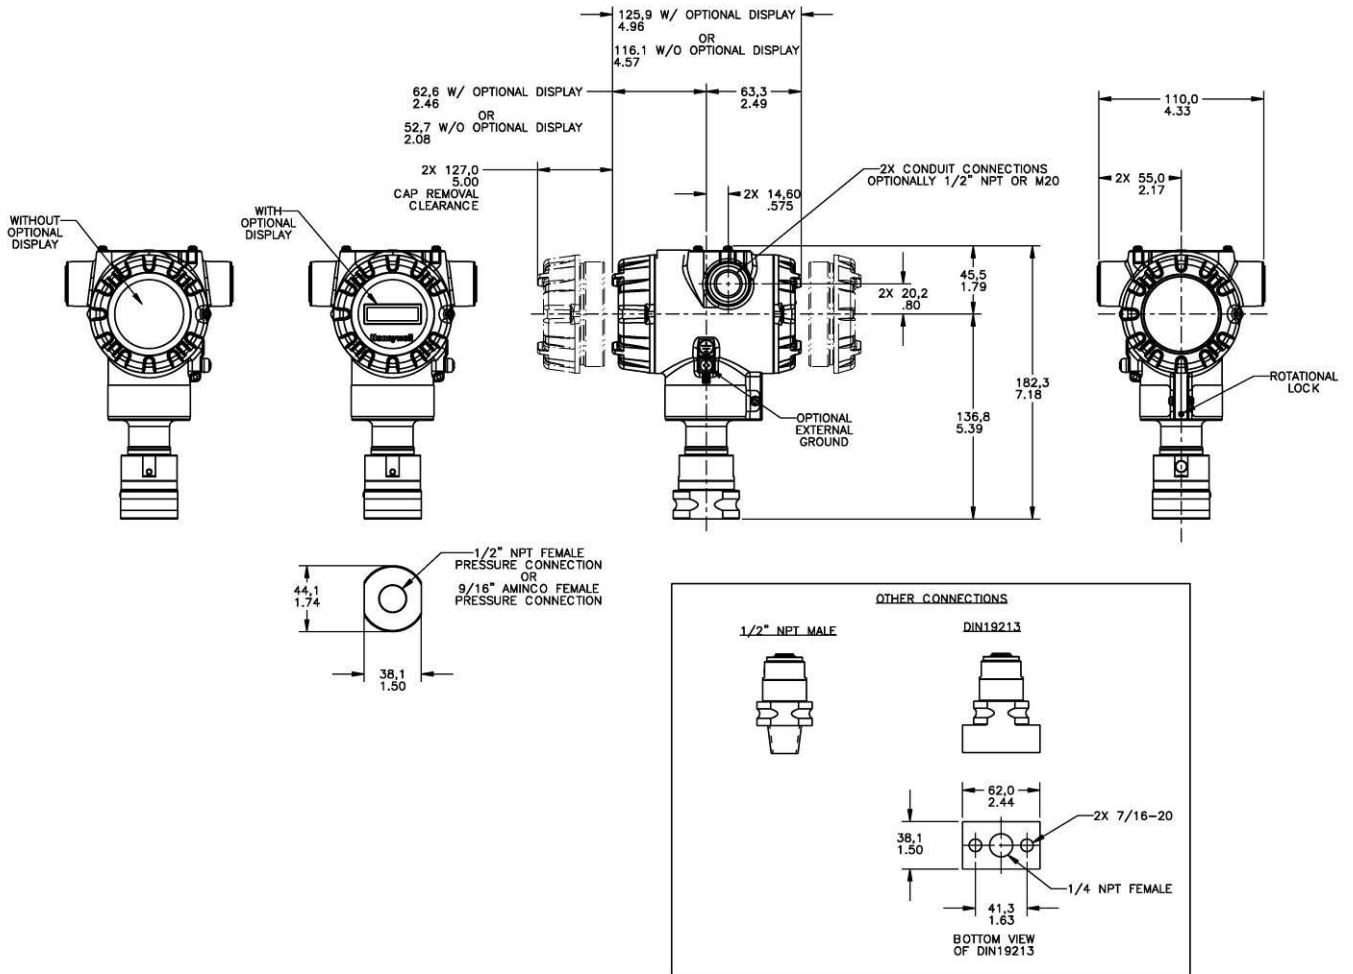 125,9 W/ OPTIONAL DISPLAY
4.96
OR
116.1 W/O OPTIONAL DISPLAY
4.57
62,6 W/ OPTIONAL DISPLAY
2.46
OR
52,7 W/O OPTIONAL DISPLAY
2.08
63,3
2.49
110,0
4.33
2X 127,0
5.00
CAP REMOVAL
CLEARANCE
2X 14,60
.575
2X CONDUIT CONNECTIONS
OPTIONALLY 1/2" NPT OR M20
2X 55,0
2.17
WITHOUT
OPTIONAL
DISPLAY
WITH
OPTIONAL
DISPLAY
Honeywell
2X 20,2
.80
45,5
1.79
182,3
7.18
136,8
5.39
OPTIONAL
EXTERNAL
GROUND
ROTATIONAL
LOCK
1/2" NPT FEMALE
PRESSURE CONNECTION
OR
9/16" AMINCO FEMALE
PRESSURE CONNECTION
44,1
1.74
38,1
1.50
OTHER CONNECTIONS
1/2" NPT MALE
DIN19213
62,0
2.44
2X 7/16-20
38,1
1.50
1/4 NPT FEMALE
41,3
1.63
BOTTOM VIEW
OF DIN19213